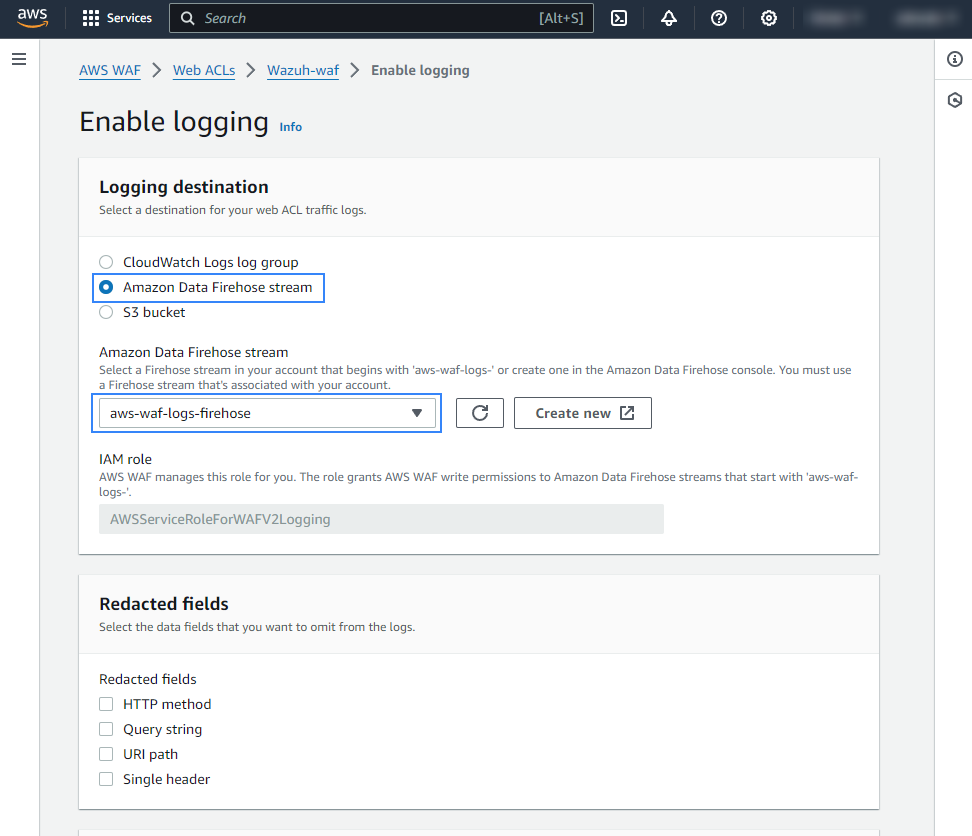 aws Services Search [Alt+S]
AWS WAF Web ACLs Wazuh-waf Enable logging
Enable logging Info
Logging destination
Select a destination for your web ACL traffic logs.
CloudWatch Logs log group
Amazon Data Firehose stream
S3 bucket
Amazon Data Firehose stream
Select a Firehose stream in your account that begins with 'aws-waf-logs-' or create one in the Amazon Data Firehose console. You must use
a Firehose stream that's associated with your account.
aws-waf-logs-firehose Create new
IAM role
AWS WAF manages this role for you. The role grants AWS WAF write permissions to Amazon Data Firehose streams that start with 'aws-waf-
logs-'.
AWSServiceRoleForWAFV2Logging
Redacted fields
Select the data fields that you want to omit from the logs.
Redacted fields
HTTP method
Query string
URI path
Single header